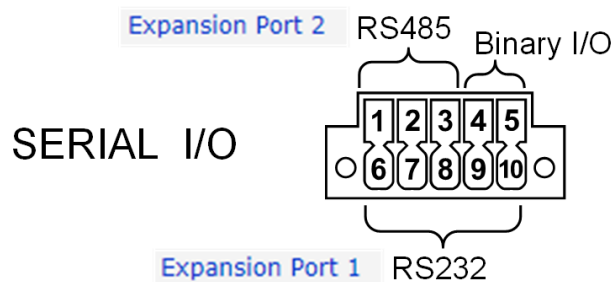 Expansion Port 2 RS485 Binary I/O
1 2 3 4 5
SERIAL I/O
6 7 8 9 10
Expansion Port 1 RS232